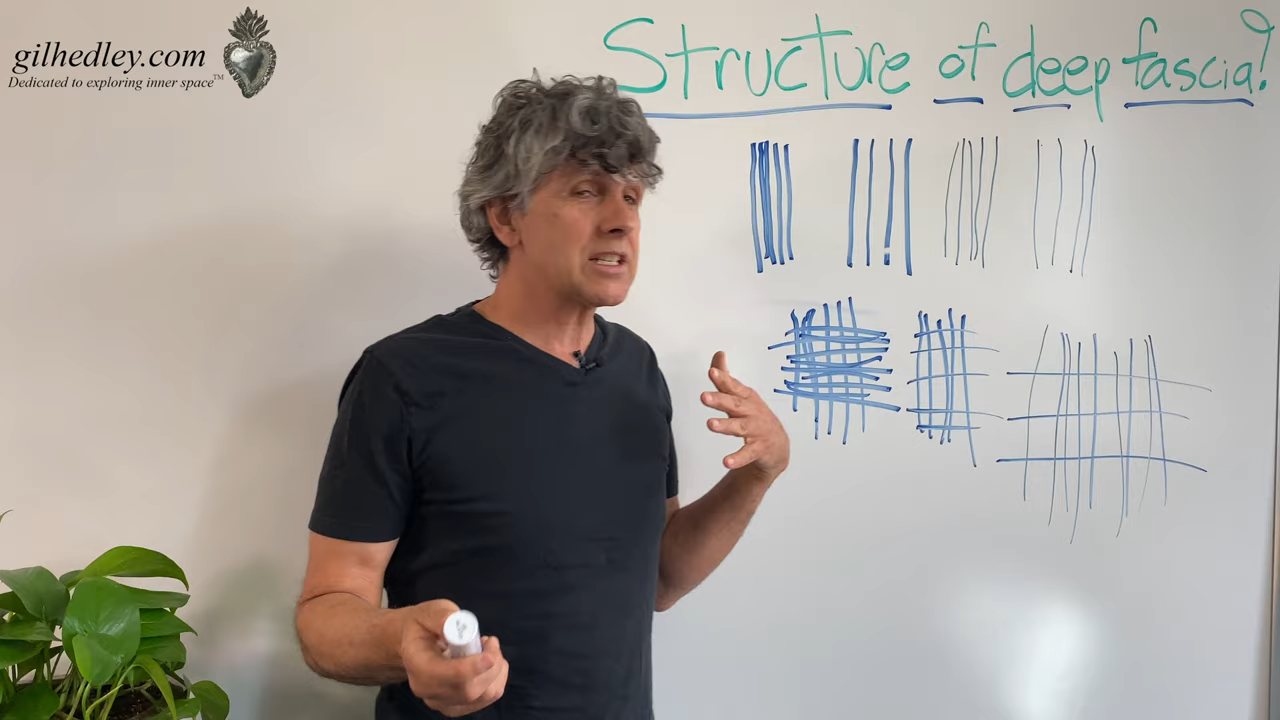 gilhedley.com
Dedicated to exploring inner space™
Structure of deep fascia!